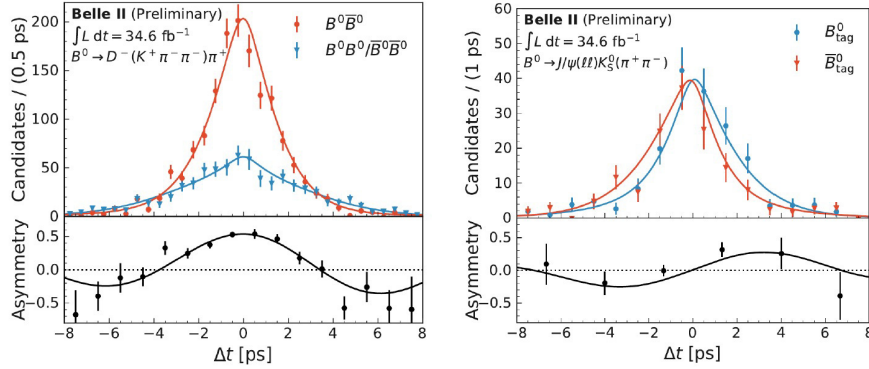 Belle II (Preliminary)
∫L dt = 34.6 fb⁻¹
B⁰→D⁻(K⁺π⁻π⁻)π⁺
B⁰B̅⁰
B⁰B⁰/B̅⁰B̅⁰
Candidates / (0.5 ps)
200
150
100
50
0
Asymmetry
0.5
0.0
−0.5
−8 −6 −4 −2 0 2 4 6 8
Δt [ps]
Belle II (Preliminary)
∫L dt = 34.6 fb⁻¹
B⁰→J/ψ(ℓℓ)K⁰_S(π⁺π⁻)
B⁰_tag
B̅⁰_tag
Candidates / (1 ps)
60
50
40
30
20
10
0
Asymmetry
0.5
0.0
−0.5
−8 −6 −4 −2 0 2 4 6 8
Δt [ps]